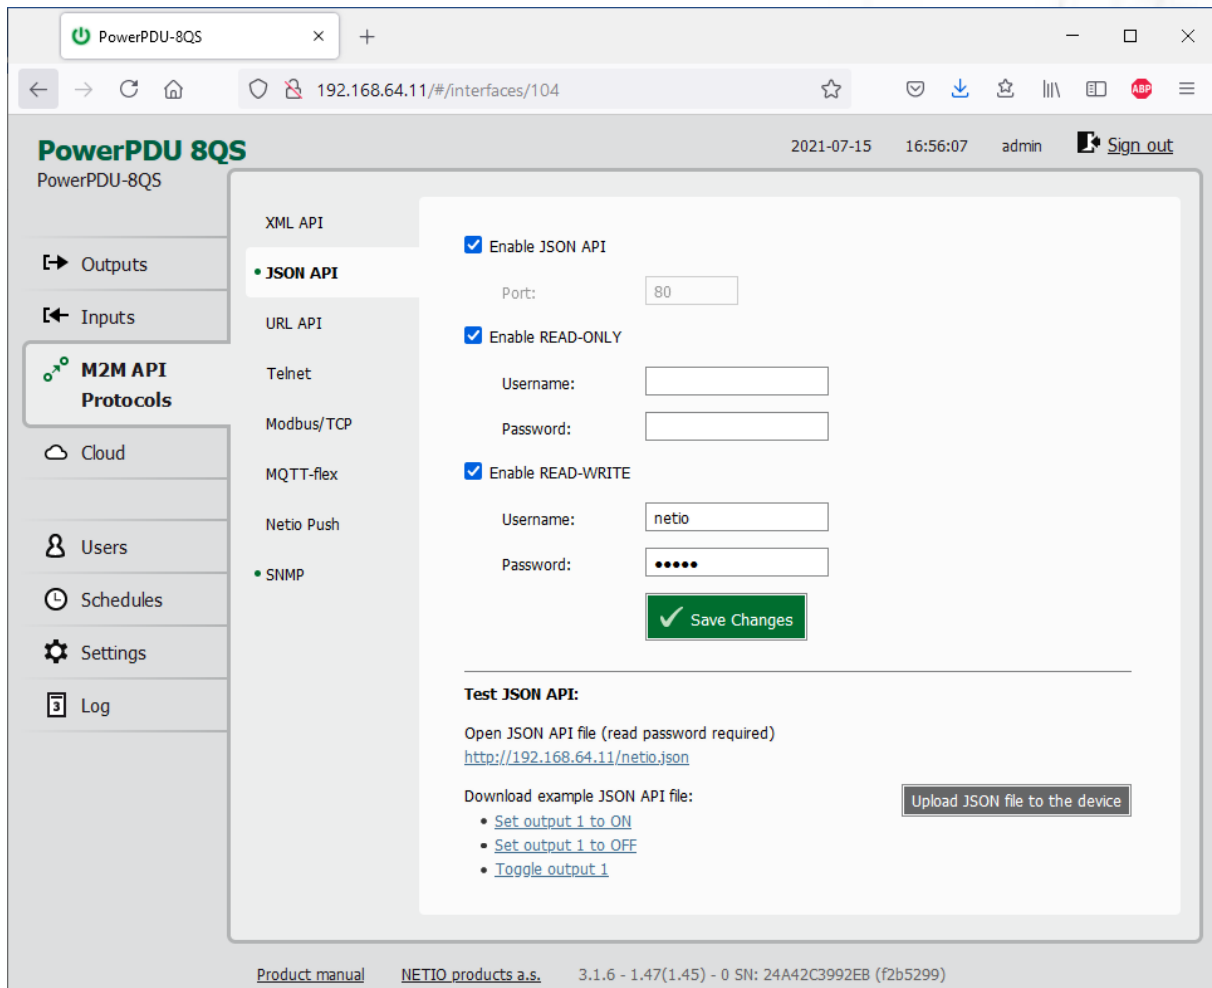 PowerPDU-8QS
192.168.64.11/#/interfaces/104
ABP
PowerPDU 8QS
2021-07-15 16:56:07 admin Sign out
PowerPDU-8QS
Outputs
Inputs
M2M API
Protocols
Cloud
Users
Schedules
Settings
3 Log
XML API
JSON API
URL API
Telnet
Modbus/TCP
MQTT-flex
Netio Push
SNMP
Enable JSON API
Port: 80
Enable READ-ONLY
Username:
Password:
Enable READ-WRITE
Username: netio
Password: •••••
Save Changes
Test JSON API:
Open JSON API file (read password required)
http://192.168.64.11/netio.json
Download example JSON API file:
Upload JSON file to the device
• Set output 1 to ON
• Set output 1 to OFF
• Toggle output 1
Product manual NETIO products a.s. 3.1.6 - 1.47(1.45) - 0 SN: 24A42C3992EB (f2b5299)